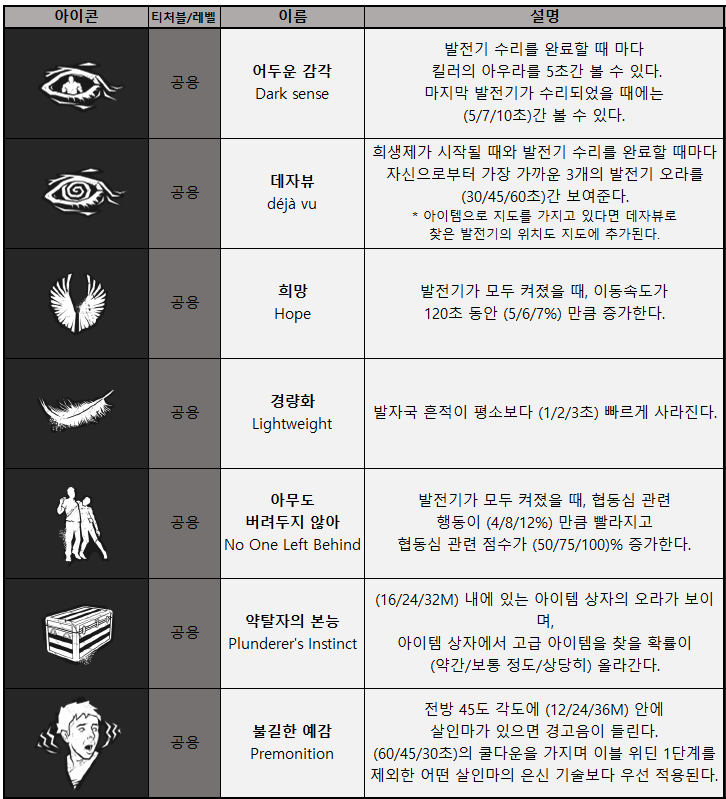 아이콘 티처블/레벨 이름 설명
공용
어두운 감각
Dark sense
발전기 수리를 완료할 때 마다
킬러의 아우라를 5초간 볼 수 있다.
마지막 발전기가 수리되었을 때에는
(5/7/10초)간 볼 수 있다.
공용
데자뷰
déjà vu
희생제가 시작될 때와 발전기 수리를 완료할 때마다
자신으로부터 가장 가까운 3개의 발전기 오라를
(30/45/60초)간 보여준다.
* 아이템으로 지도를 가지고 있다면 데자뷰로
찾은 발전기의 위치도 지도에 추가된다.
공용
희망
Hope
발전기가 모두 켜졌을 때, 이동속도가
120초 동안 (5/6/7%) 만큼 증가한다.
공용
경량화
Lightweight
발자국 흔적이 평소보다 (1/2/3초) 빠르게 사라진다.
공용
아무도
버려두지 않아
No One Left Behind
발전기가 모두 켜졌을 때, 협동심 관련
행동이 (4/8/12%) 만큼 빨라지고
협동심 관련 점수가 (50/75/100)% 증가한다.
공용
약탈자의 본능
Plunderer's Instinct
(16/24/32M) 내에 있는 아이템 상자의 오라가 보이
며,
아이템 상자에서 고급 아이템을 찾을 확률이
(약간/보통 정도/상당히) 올라간다.
공용
불길한 예감
Premonition
전방 45도 각도에 (12/24/36M) 안에
살인마가 있으면 경고음이 들린다.
(60/45/30초)의 쿨다운을 가지며 이블 위딘 1단계를
제외한 어떤 살인마의 은신 기술보다 우선 적용된다.